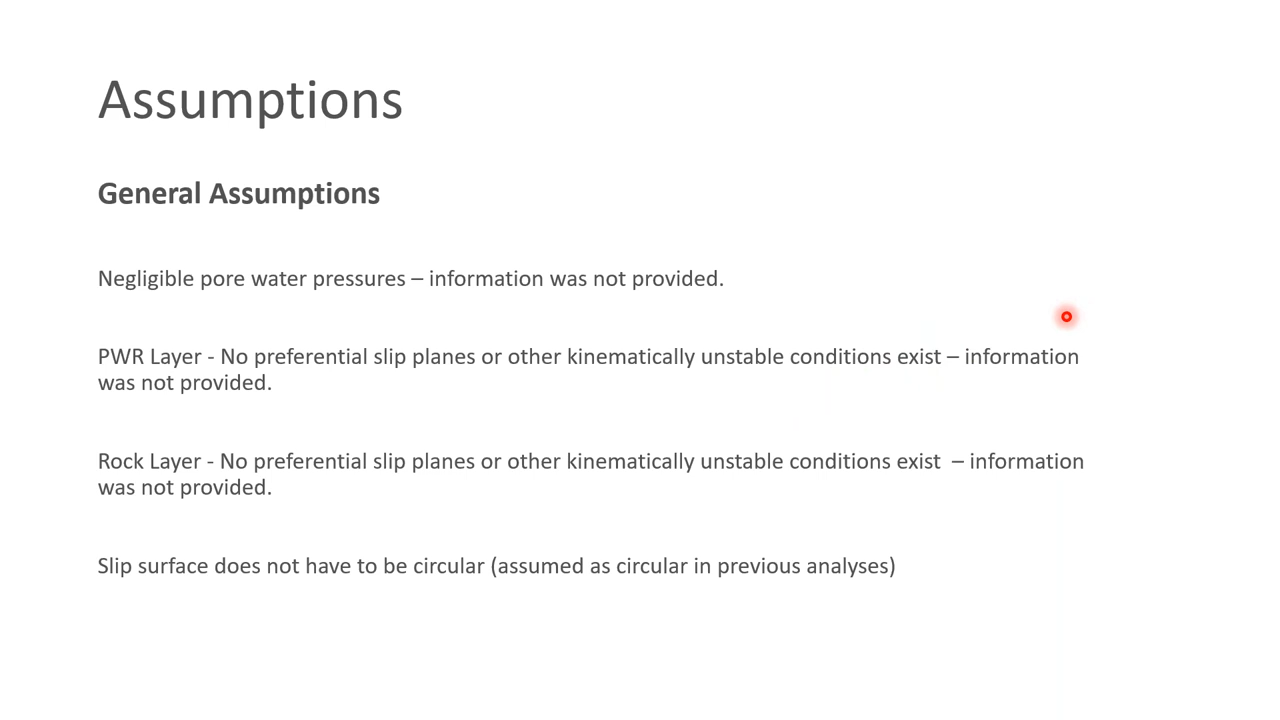 Assumptions
General Assumptions
Negligible pore water pressures – information was not provided.
PWR Layer - No preferential slip planes or other kinematically unstable conditions exist – information
was not provided.
Rock Layer - No preferential slip planes or other kinematically unstable conditions exist  – information
was not provided.
Slip surface does not have to be circular (assumed as circular in previous analyses)